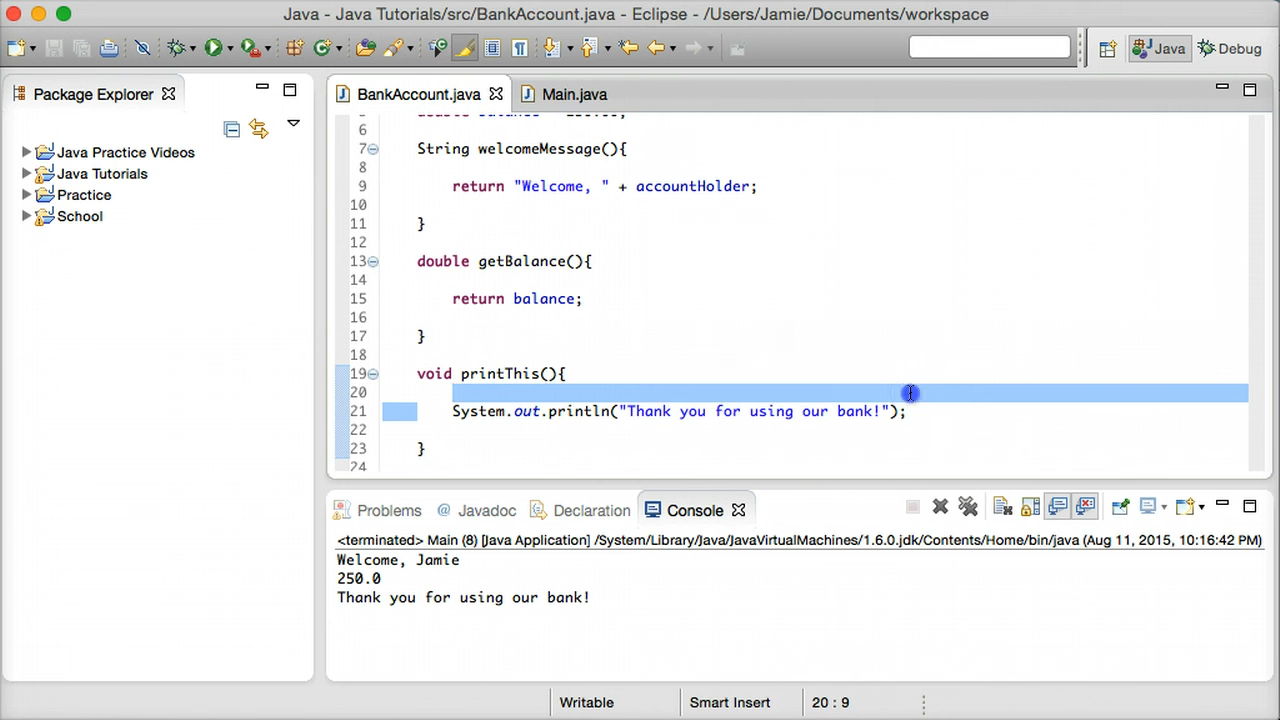 Java - Java Tutorials/src/BankAccount.java - Eclipse - /Users/Jamie/Documents/workspace
Java
Debug
Package Explorer
BankAccount.java
Main.java
Java Practice Videos
Java Tutorials
Practice
School
6
7 String welcomeMessage(){
8
9 return "Welcome, " + accountHolder;
10
11 }
12
13 double getBalance(){
14
15 return balance;
16
17 }
18
19 void printThis(){
20
21 System.out.println("Thank you for using our bank!");
22
23 }
24
Problems
@ Javadoc
Declaration
Console
<terminated> Main (8) [Java Application] /System/Library/Java/JavaVirtualMachines/1.6.0.jdk/Contents/Home/bin/java (Aug 11, 2015, 10:16:42 PM)
Welcome, Jamie
250.0
Thank you for using our bank!
Writable
Smart Insert
20 : 9